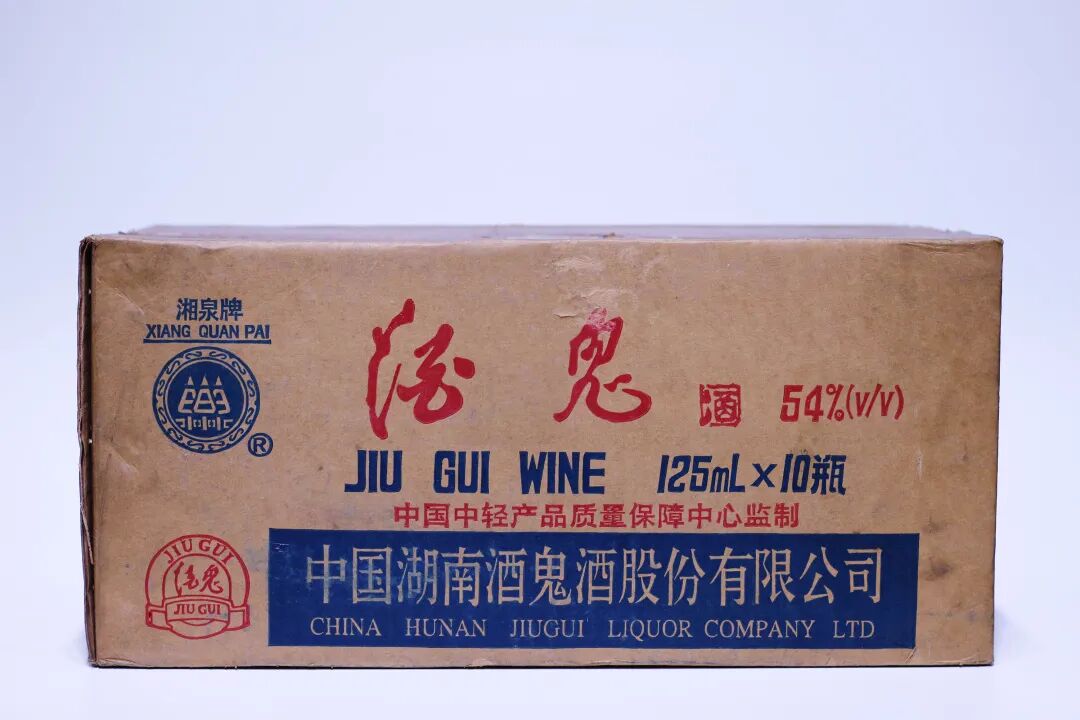 湘泉牌
XIANG QUAN PAI
®
酒鬼酒 54%(v/v)
JIU GUI WINE 125mL×10瓶
中国中轻产品质量保障中心监制
JIU GUI
酒鬼
JIU GUI
中国湖南酒鬼酒股份有限公司
CHINA HUNAN JIUGUI LIQUOR COMPANY LTD